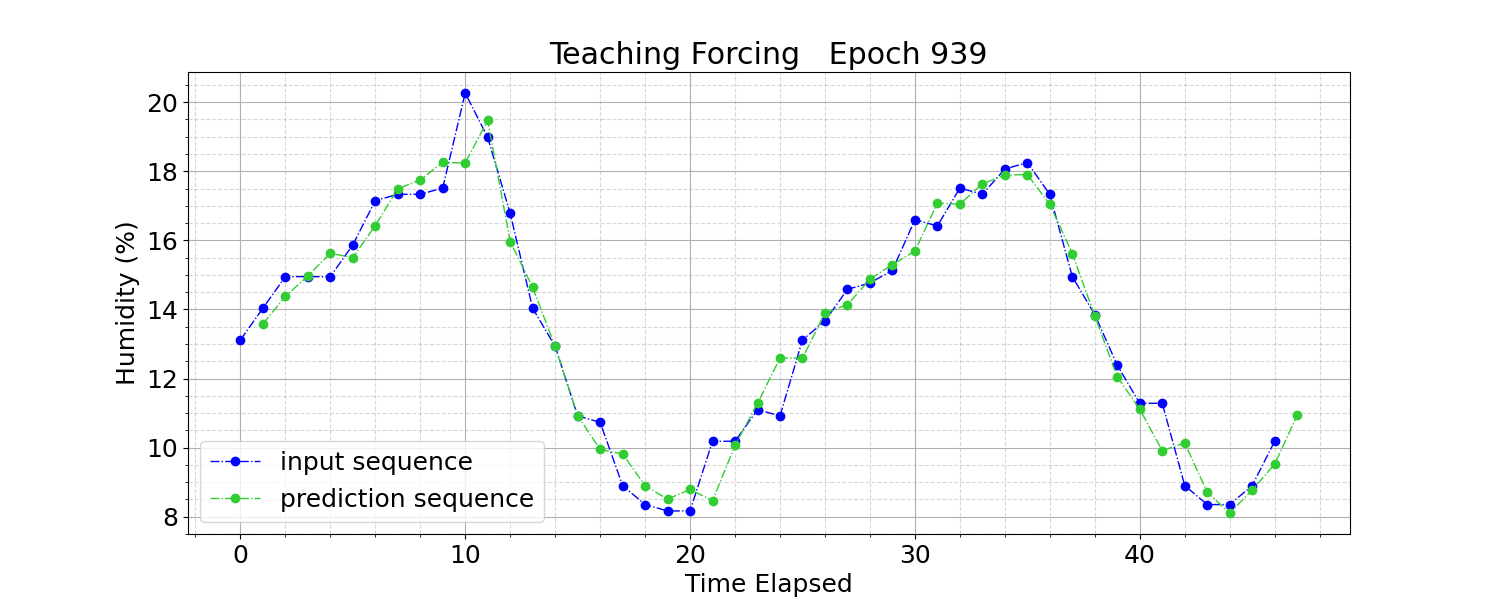 Teaching Forcing   Epoch 939
Humidity (%)
20
18
16
14
12
10
8
input sequence
prediction sequence
0 10 20 30 40
Time Elapsed